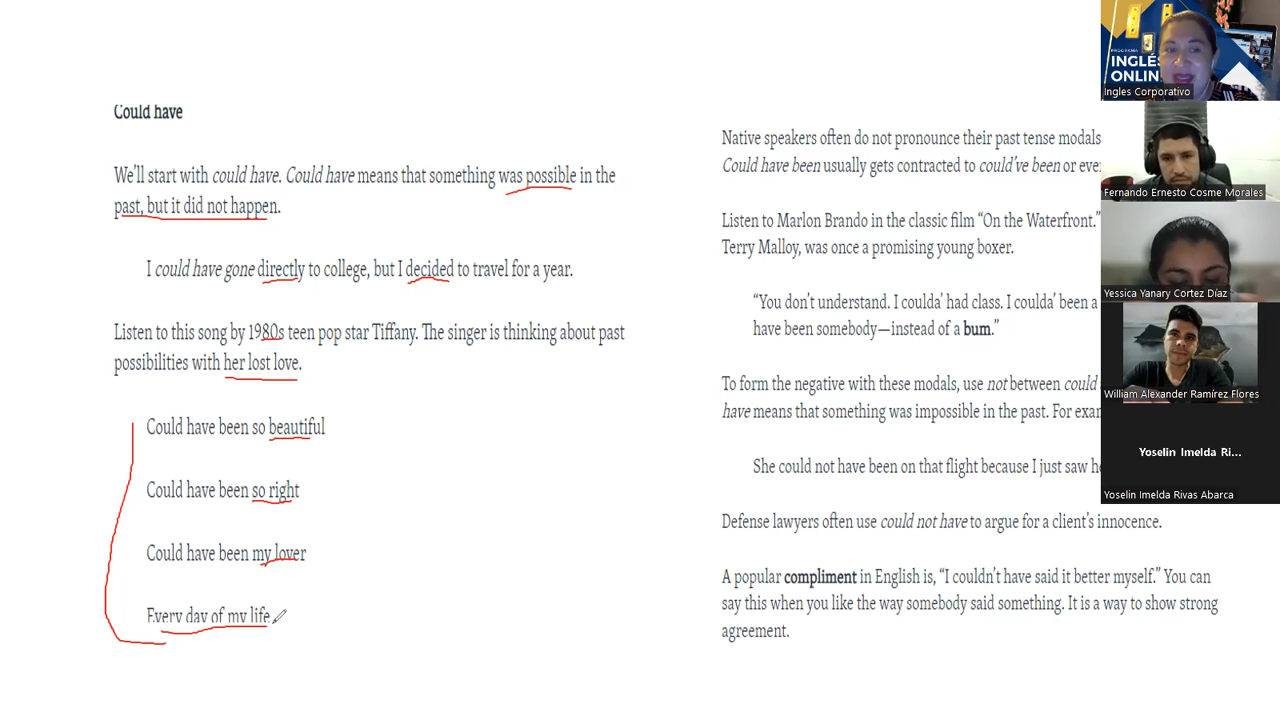 Could have
We'll start with could have. Could have means that something was possible in the
past, but it did not happen.
I could have gone directly to college, but I decided to travel for a year.
Listen to this song by 1980s teen pop star Tiffany. The singer is thinking about past
possibilities with her lost love.
Could have been so beautiful
Could have been so right
Could have been my lover
Every day of my life
Native speakers often do not pronounce their past tense modals
Could have been usually gets contracted to could've been or even
Listen to Marlon Brando in the classic film “On the Waterfront.”
Terry Malloy, was once a promising young boxer.
“You don't understand. I coulda' had class. I coulda' been a
have been somebody—instead of a bum.”
To form the negative with these modals, use not between could
have means that something was impossible in the past. For exam
She could not have been on that flight because I just saw he
Defense lawyers often use could not have to argue for a client's innocence.
A popular compliment in English is, “I couldn't have said it better myself.” You can
say this when you like the way somebody said something. It is a way to show strong
agreement.
PROGRAMA
INGLÉS
ONLIN
Ingles Corporativo
Fernando Ernesto Cosme Morales
Yessica Yanary Cortez Díaz
William Alexander Ramírez Flores
Yoselin Imelda Ri...
Yoselin Imelda Rivas Abarca